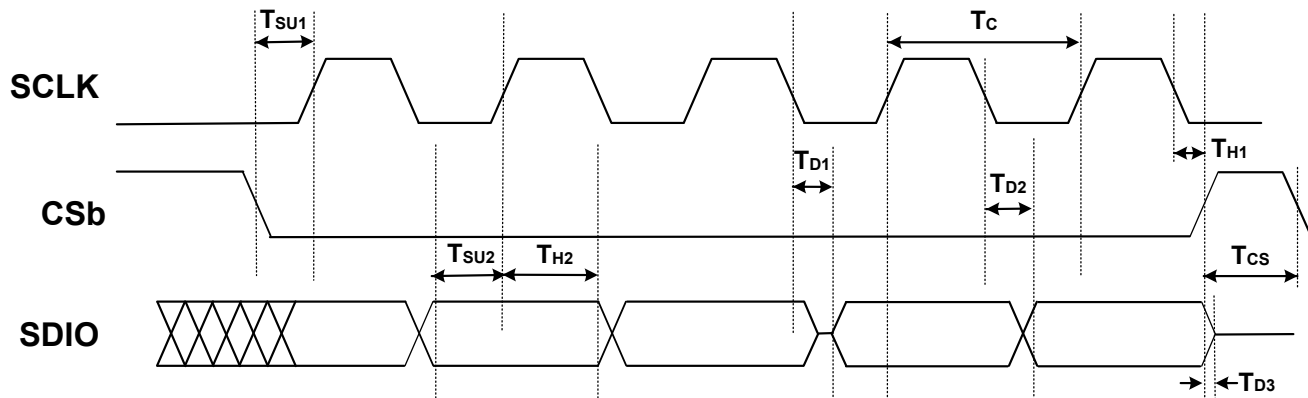 TSU1
TC
SCLK
TD1
TH1
TD2
CSb
TSU2
TH2
TCS
SDIO
TD3